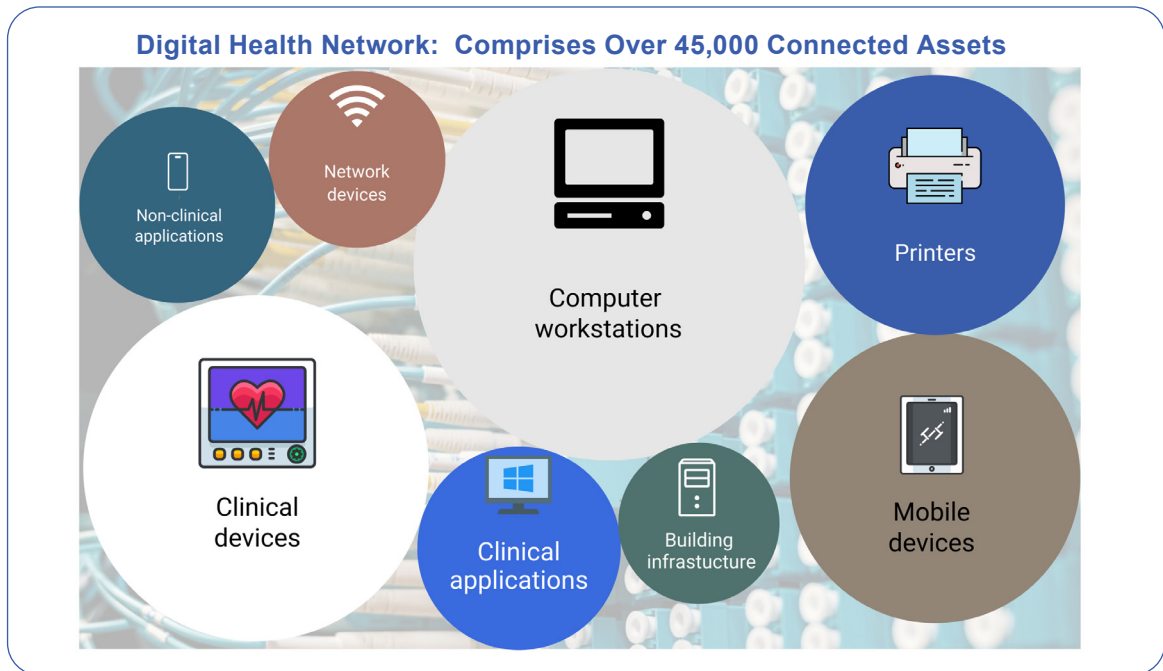 Digital Health Network: Comprises Over 45,000 Connected Assets
Network
devices
Non-clinical
applications
Computer
workstations
Printers
Clinical
devices
Clinical
applications
Building
infrastucture
Mobile
devices